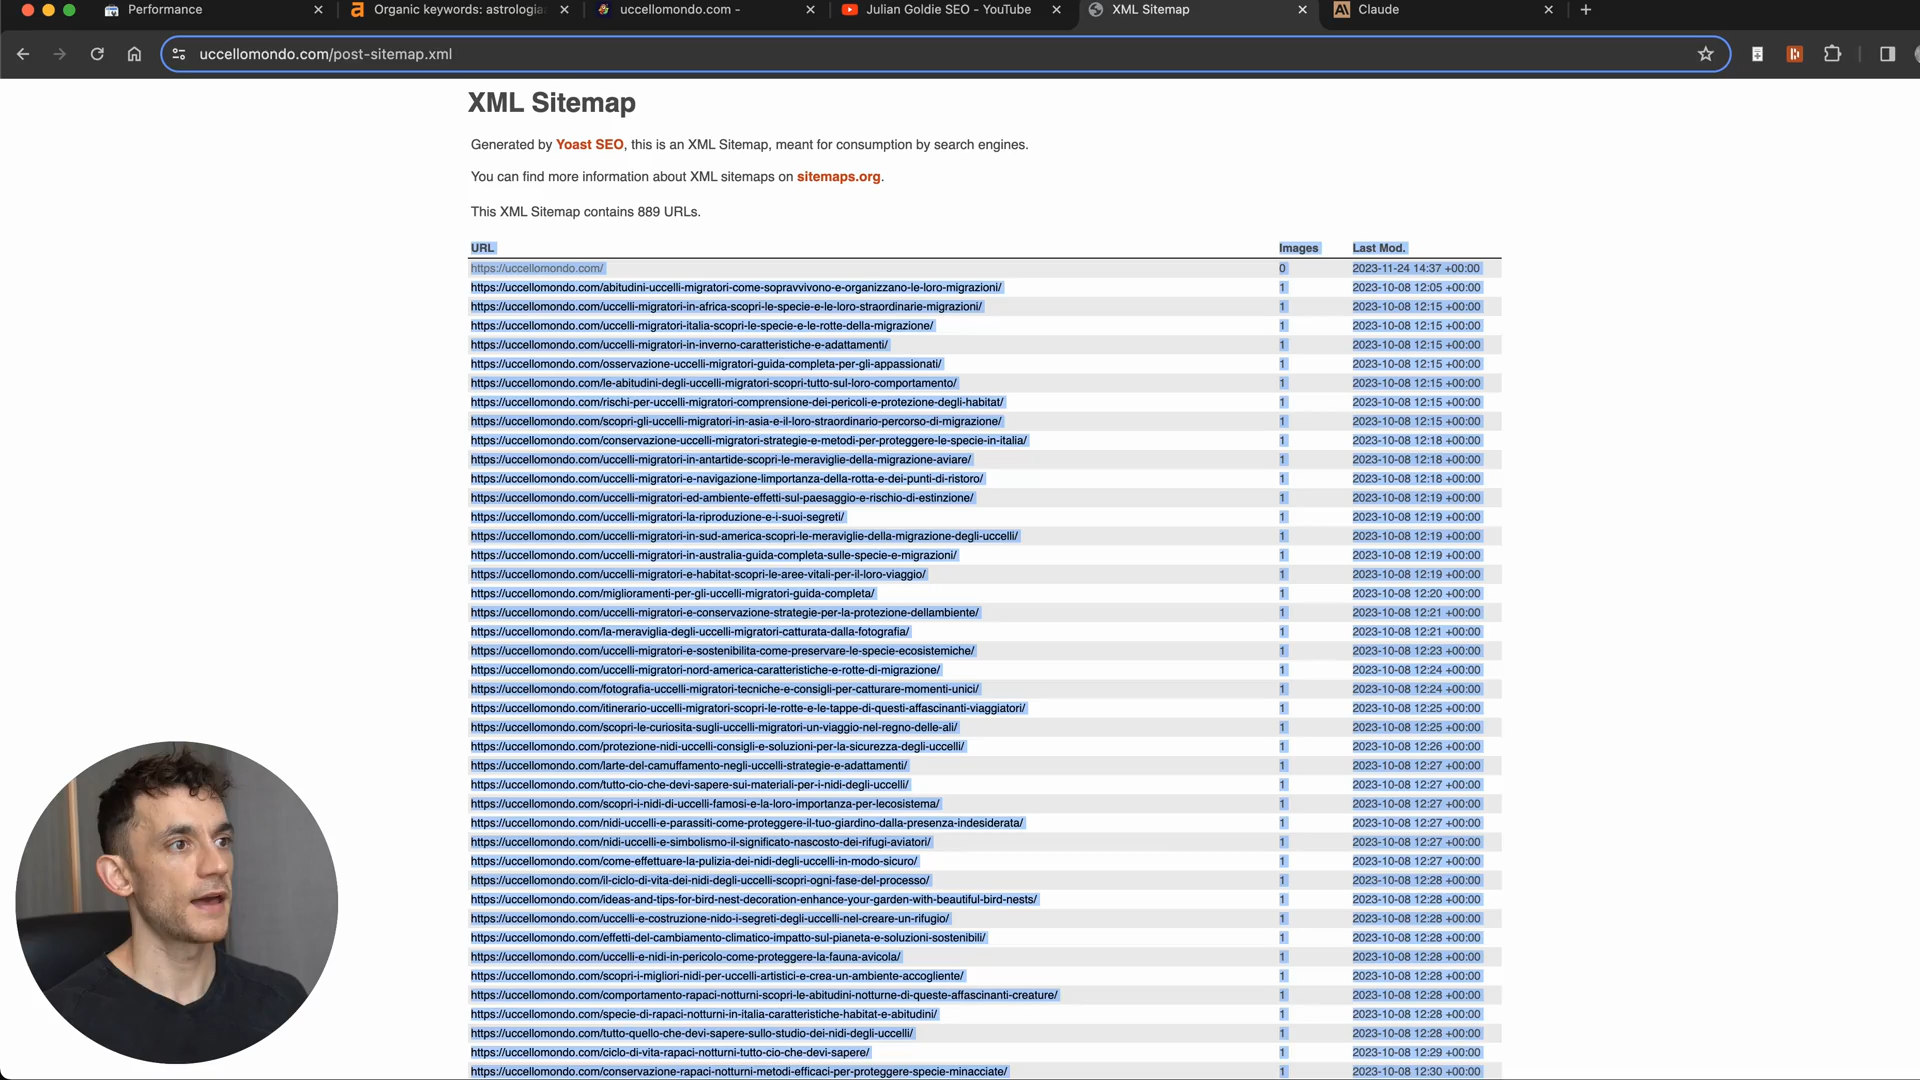 Performance
Organic keywords: astrologia
uccellomondo.com -
Julian Goldie SEO - YouTube
XML Sitemap
Claude
uccellomondo.com/post-sitemap.xml
XML Sitemap
Generated by Yoast SEO, this is an XML Sitemap, meant for consumption by search engines.
You can find more information about XML sitemaps on sitemaps.org.
This XML Sitemap contains 889 URLs.
URL Images Last Mod.
https://uccellomondo.com/ 0 2023-11-24 14:37 +00:00
https://uccellomondo.com/abitudini-uccelli-migratori-come-sopravvivono-e-organizzano-le-loro-migrazioni/ 1 2023-10-08 12:05 +00:00
https://uccellomondo.com/uccelli-migratori-in-africa-scopri-le-specie-e-le-loro-straordinarie-migrazioni/ 1 2023-10-08 12:15 +00:00
https://uccellomondo.com/uccelli-migratori-italia-scopri-le-specie-e-le-rotte-della-migrazione/ 1 2023-10-08 12:15 +00:00
https://uccellomondo.com/uccelli-migratori-in-inverno-caratteristiche-e-adattamenti/ 1 2023-10-08 12:15 +00:00
https://uccellomondo.com/osservazione-uccelli-migratori-guida-completa-per-gli-appassionati/ 1 2023-10-08 12:15 +00:00
https://uccellomondo.com/le-abitudini-degli-uccelli-migratori-scopri-tutto-sul-loro-comportamento/ 1 2023-10-08 12:15 +00:00
https://uccellomondo.com/rischi-per-uccelli-migratori-comprensione-dei-pericoli-e-protezione-degli-habitat/ 1 2023-10-08 12:15 +00:00
https://uccellomondo.com/scopri-gli-uccelli-migratori-in-asia-e-il-loro-straordinario-percorso-di-migrazione/ 1 2023-10-08 12:15 +00:00
https://uccellomondo.com/conservazione-uccelli-migratori-strategie-e-metodi-per-proteggere-le-specie-in-italia/ 1 2023-10-08 12:18 +00:00
https://uccellomondo.com/uccelli-migratori-in-antartide-scopri-le-meraviglie-della-migrazione-aviare/ 1 2023-10-08 12:18 +00:00
https://uccellomondo.com/uccelli-migratori-e-navigazione-limportanza-della-rotta-e-dei-punti-di-ristoro/ 1 2023-10-08 12:18 +00:00
https://uccellomondo.com/uccelli-migratori-ed-ambiente-effetti-sul-paesaggio-e-rischio-di-estinzione/ 1 2023-10-08 12:19 +00:00
https://uccellomondo.com/uccelli-migratori-la-riproduzione-e-i-suoi-segreti/ 1 2023-10-08 12:19 +00:00
https://uccellomondo.com/uccelli-migratori-in-sud-america-scopri-le-meraviglie-della-migrazione-degli-uccelli/ 1 2023-10-08 12:19 +00:00
https://uccellomondo.com/uccelli-migratori-in-australia-guida-completa-sulle-specie-e-migrazioni/ 1 2023-10-08 12:19 +00:00
https://uccellomondo.com/uccelli-migratori-e-habitat-scopri-le-aree-vitali-per-il-loro-viaggio/ 1 2023-10-08 12:19 +00:00
https://uccellomondo.com/miglioramenti-per-gli-uccelli-migratori-guida-completa/ 1 2023-10-08 12:20 +00:00
https://uccellomondo.com/uccelli-migratori-e-conservazione-strategie-per-la-protezione-dellambiente/ 1 2023-10-08 12:21 +00:00
https://uccellomondo.com/la-meraviglia-degli-uccelli-migratori-catturata-dalla-fotografia/ 1 2023-10-08 12:21 +00:00
https://uccellomondo.com/uccelli-migratori-e-sostenibilita-come-preservare-le-specie-ecosistemiche/ 1 2023-10-08 12:23 +00:00
https://uccellomondo.com/uccelli-migratori-nord-america-caratteristiche-e-rotte-di-migrazione/ 1 2023-10-08 12:24 +00:00
https://uccellomondo.com/fotografia-uccelli-migratori-tecniche-e-consigli-per-catturare-momenti-unici/ 1 2023-10-08 12:24 +00:00
https://uccellomondo.com/itinerario-uccelli-migratori-scopri-le-rotte-e-le-tappe-di-questi-affascinanti-viaggiatori/ 1 2023-10-08 12:25 +00:00
https://uccellomondo.com/scopri-le-curiosita-sugli-uccelli-migratori-un-viaggio-nel-regno-delle-ali/ 1 2023-10-08 12:25 +00:00
https://uccellomondo.com/protezione-nidi-uccelli-consigli-e-soluzioni-per-la-sicurezza-degli-uccelli/ 1 2023-10-08 12:26 +00:00
https://uccellomondo.com/larte-del-camuffamento-negli-uccelli-strategie-e-adattamenti/ 1 2023-10-08 12:27 +00:00
https://uccellomondo.com/tutto-cio-che-devi-sapere-sui-materiali-per-i-nidi-degli-uccelli/ 1 2023-10-08 12:27 +00:00
https://uccellomondo.com/scopri-i-nidi-di-uccelli-famosi-e-la-loro-importanza-per-lecosistema/ 1 2023-10-08 12:27 +00:00
https://uccellomondo.com/nidi-uccelli-e-parassiti-come-proteggere-il-tuo-giardino-dalla-presenza-indesiderata/ 1 2023-10-08 12:27 +00:00
https://uccellomondo.com/nidi-uccelli-e-simbolismo-il-significato-nascosto-dei-rifugi-aviatori/ 1 2023-10-08 12:27 +00:00
https://uccellomondo.com/come-effettuare-la-pulizia-dei-nidi-degli-uccelli-in-modo-sicuro/ 1 2023-10-08 12:27 +00:00
https://uccellomondo.com/il-ciclo-di-vita-dei-nidi-degli-uccelli-scopri-ogni-fase-del-processo/ 1 2023-10-08 12:28 +00:00
https://uccellomondo.com/ideas-and-tips-for-bird-nest-decoration-enhance-your-garden-with-beautiful-bird-nests/ 1 2023-10-08 12:28 +00:00
https://uccellomondo.com/uccelli-e-costruzione-nido-i-segreti-degli-uccelli-nel-creare-un-rifugio/ 1 2023-10-08 12:28 +00:00
https://uccellomondo.com/effetti-del-cambiamento-climatico-impatto-sul-pianeta-e-soluzioni-sostenibili/ 1 2023-10-08 12:28 +00:00
https://uccellomondo.com/uccelli-e-nidi-in-pericolo-come-proteggere-la-fauna-avicola/ 1 2023-10-08 12:28 +00:00
https://uccellomondo.com/scopri-i-migliori-nidi-per-uccelli-artistici-e-crea-un-ambiente-accogliente/ 1 2023-10-08 12:28 +00:00
https://uccellomondo.com/comportamento-rapaci-notturni-scopri-le-abitudini-notturne-di-queste-affascinanti-creature/ 1 2023-10-08 12:28 +00:00
https://uccellomondo.com/specie-di-rapaci-notturni-in-italia-caratteristiche-habitat-e-abitudini/ 1 2023-10-08 12:28 +00:00
https://uccellomondo.com/tutto-quello-che-devi-sapere-sullo-studio-dei-nidi-degli-uccelli/ 1 2023-10-08 12:28 +00:00
https://uccellomondo.com/ciclo-di-vita-rapaci-notturni-tutto-cio-che-devi-sapere/ 1 2023-10-08 12:29 +00:00
https://uccellomondo.com/conservazione-rapaci-notturni-metodi-efficaci-per-proteggere-specie-minacciate/ 1 2023-10-08 12:30 +00:00